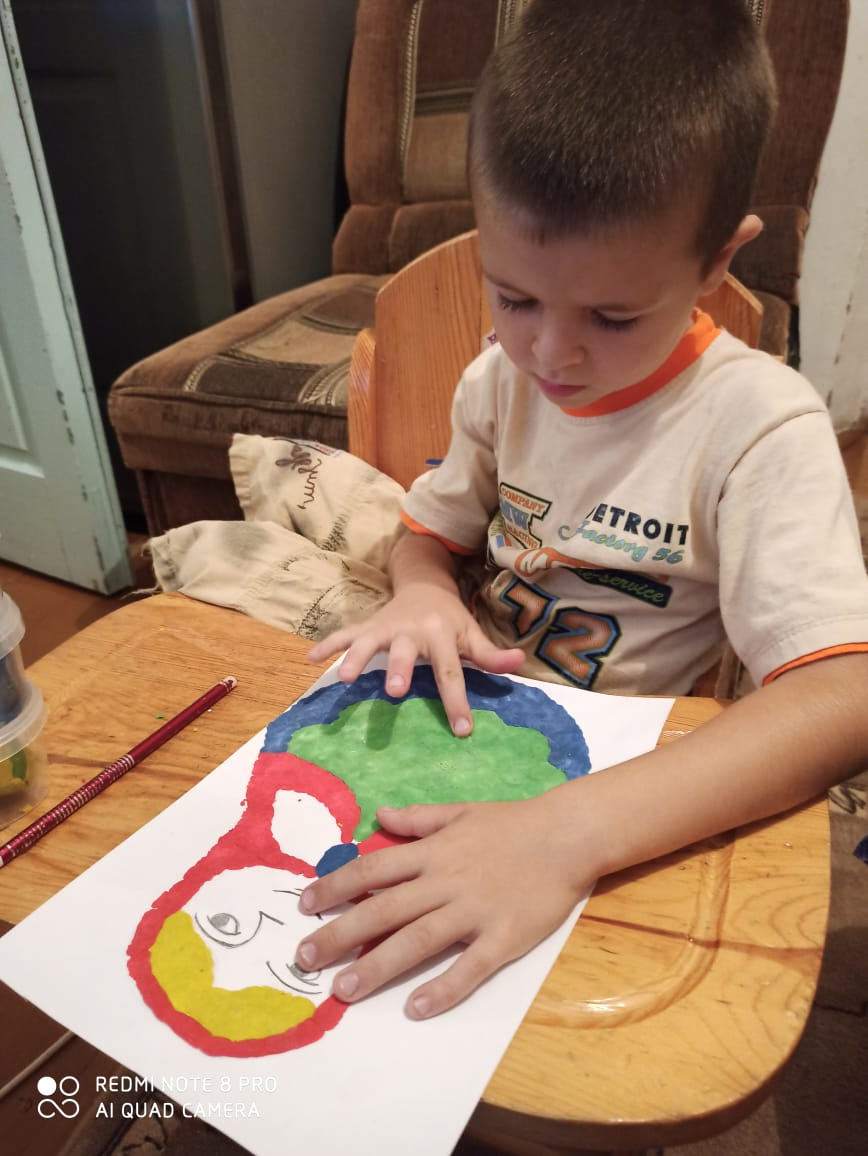 COMPANY
DETROIT
Factory 56
e-service
72
REDMI NOTE 8 PRO
AI QUAD CAMERA